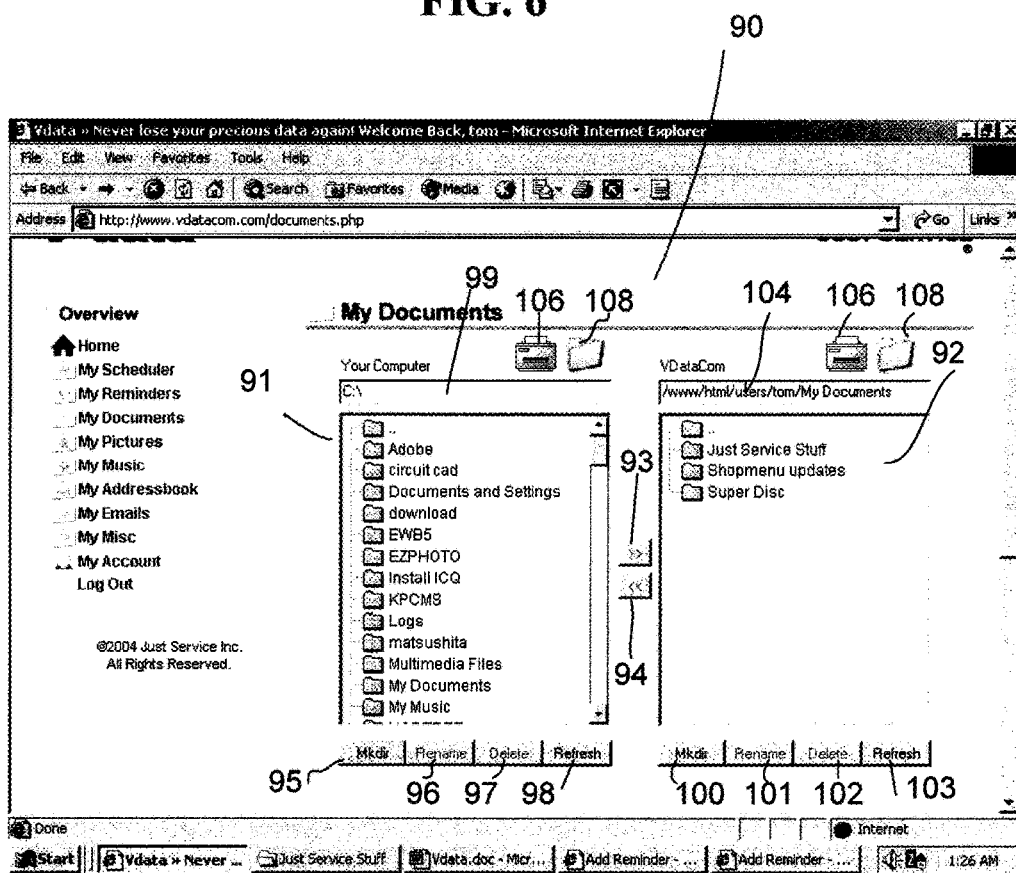 FIG. 6
90
Vdata » Never lose your precious data again! Welcome Back, tom - Microsoft Internet Explorer
File Edit View Favorites Tools Help
Back Search Favorites Media
Address http://www.vdatacom.com/documents.php Go Links »
99 106 108 104 106 108
Overview My Documents
Home
My Scheduler
My Reminders
My Documents
My Pictures
My Music
My Addressbook
My Emails
My Misc
My Account
Log Out
©2004 Just Service Inc.
All Rights Reserved.
91
Your Computer
C:\
..
Adobe
circuit cad
Documents and Settings
download
EWB5
EZPHOTO
Install ICQ
KPCMS
Logs
matsushita
Multimedia Files
My Documents
My Music
Mkdir Rename Delete Refresh
95 96 97 98
93
>>
<<
94
92
VDataCom
/www/html/users/tom/My Documents
..
Just Service Stuff
Shopmenu updates
Super Disc
Mkdir Rename Delete Refresh
100 101 102 103
Done Internet
Start Vdata » Never ... Just Service Stuff Vdata.doc - Micr... Add Reminder - ... Add Reminder - ... 1:26 AM